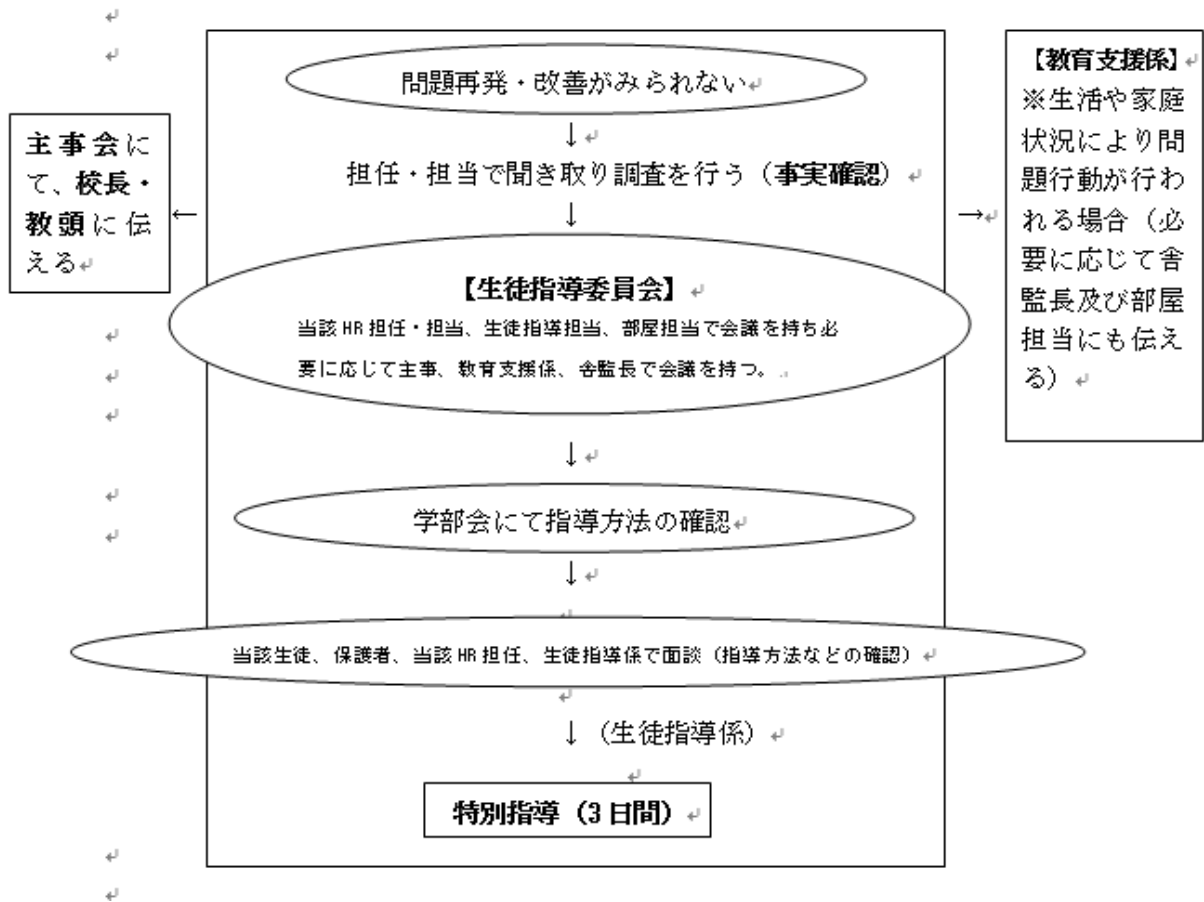 問題再発・改善がみられない
↓
担任・担当で聞き取り調査を行う（事実確認）
↓
主事会に
て、校長・
教頭に伝
える
←
→
【教育支援係】
※生活や家庭
状況により問
題行動が行わ
れる場合（必
要に応じて舎
監長及び部屋
担当にも伝え
る）
【生徒指導委員会】
当該HR担任・担当、生徒指導担当、部屋担当で会議を持ち必
要に応じて主事、教育支援係、舎監長で会議を持つ。
↓
学部会にて指導方法の確認
↓
当該生徒、保護者、当該HR担任、生徒指導係で面談（指導方法などの確認）
↓（生徒指導係）
特別指導（3日間）